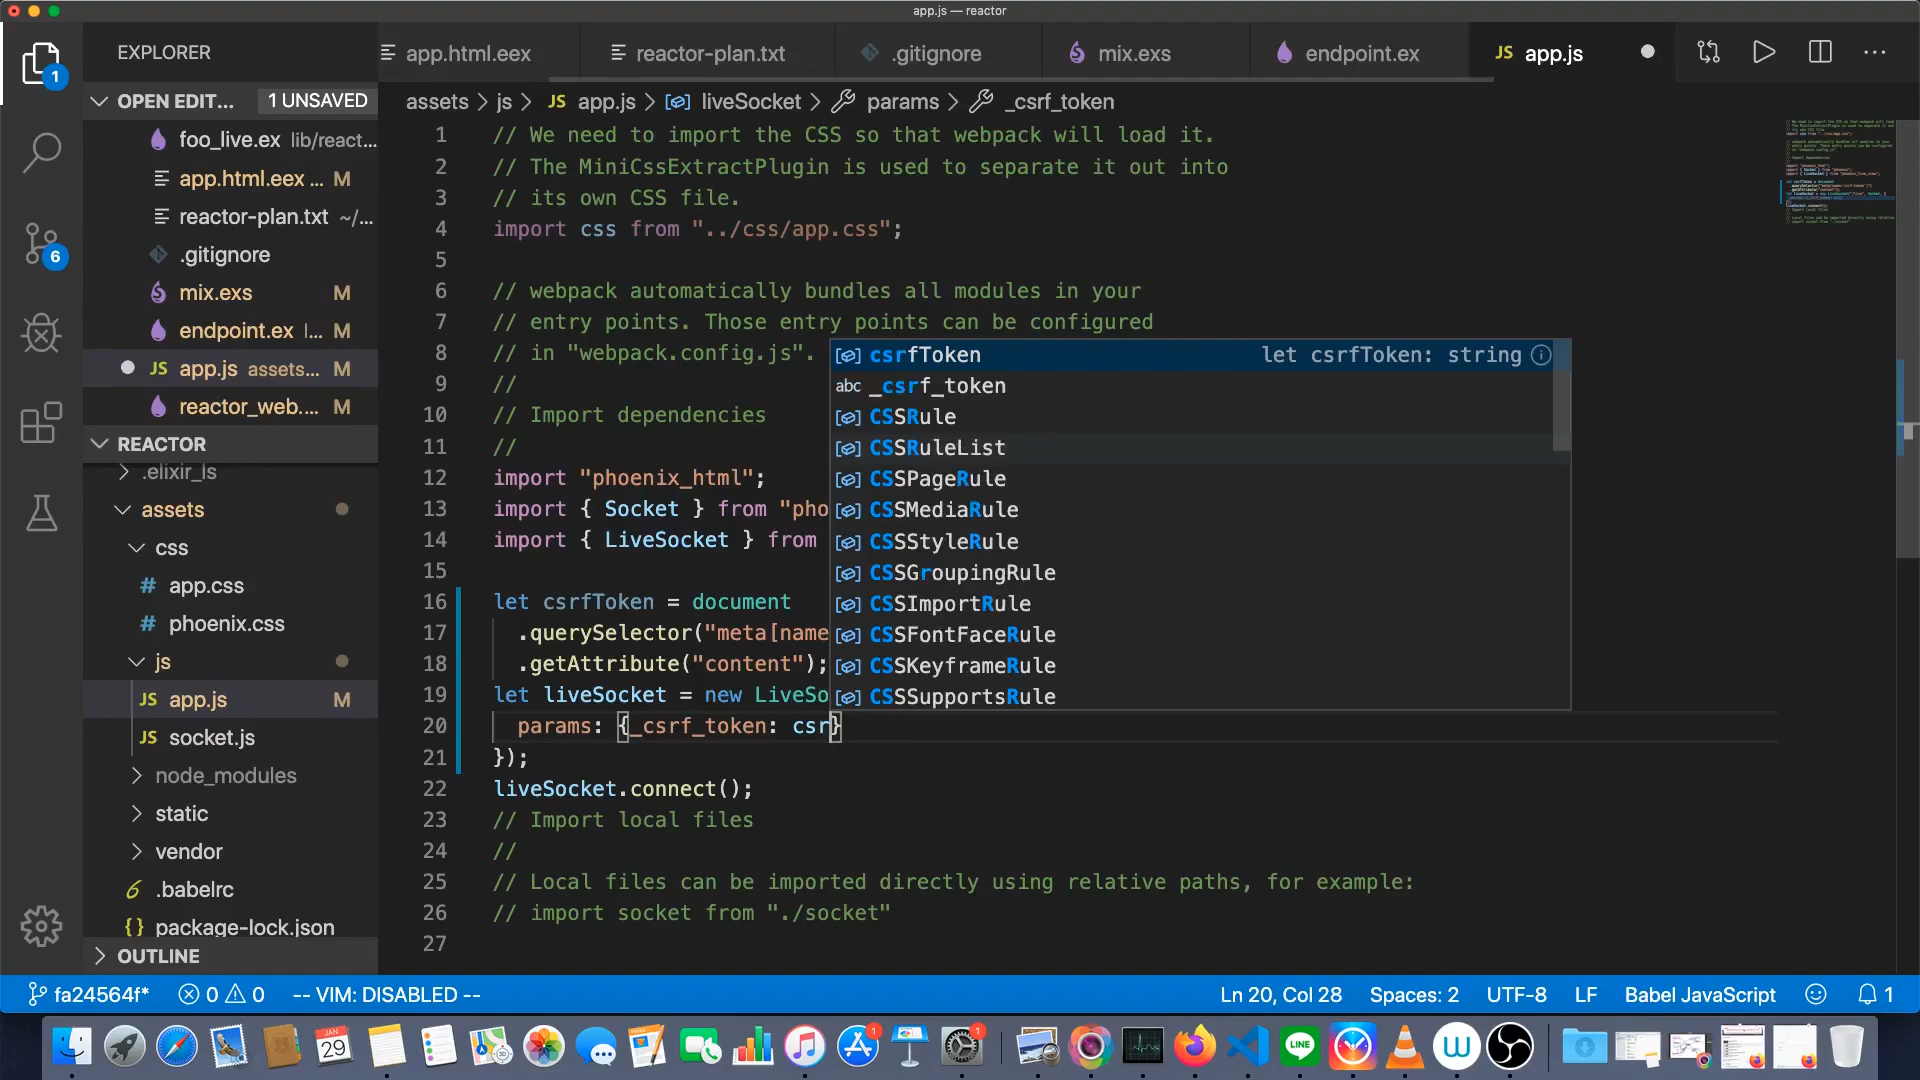 app.js — reactor
EXPLORER
app.html.eex
reactor-plan.txt
.gitignore
mix.exs
endpoint.ex
JS app.js
1
OPEN EDIT... 1 UNSAVED
assets > js > JS app.js > liveSocket > params > _csrf_token
foo_live.ex lib/react...
app.html.eex ... M
reactor-plan.txt ~/...
.gitignore
mix.exs M
endpoint.ex l... M
JS app.js assets... M
reactor_web.... M
6
REACTOR
.elixir_ls
assets
css
# app.css
# phoenix.css
js
JS app.js M
JS socket.js
node_modules
static
vendor
.babelrc
{} package-lock.json
OUTLINE
1 // We need to import the CSS so that webpack will load it.
2 // The MiniCssExtractPlugin is used to separate it out into
3 // its own CSS file.
4 import css from "../css/app.css";
5
6 // webpack automatically bundles all modules in your
7 // entry points. Those entry points can be configured
8 // in "webpack.config.js".
9 //
10 // Import dependencies
11 //
12 import "phoenix_html";
13 import { Socket } from "pho
14 import { LiveSocket } from
15
16 let csrfToken = document
17 .querySelector("meta[name
18 .getAttribute("content");
19 let liveSocket = new LiveSo
20 params: {_csrf_token: csr}
21 });
22 liveSocket.connect();
23 // Import local files
24 //
25 // Local files can be imported directly using relative paths, for example:
26 // import socket from "./socket"
27
csrfToken let csrfToken: string
abc _csrf_token
CSSRule
CSSRuleList
CSSPageRule
CSSMediaRule
CSSStyleRule
CSSGroupingRule
CSSImportRule
CSSFontFaceRule
CSSKeyframeRule
CSSSupportsRule
fa24564f* 0 0 -- VIM: DISABLED -- Ln 20, Col 28 Spaces: 2 UTF-8 LF Babel JavaScript 1
JAN
29
1
1
LINE